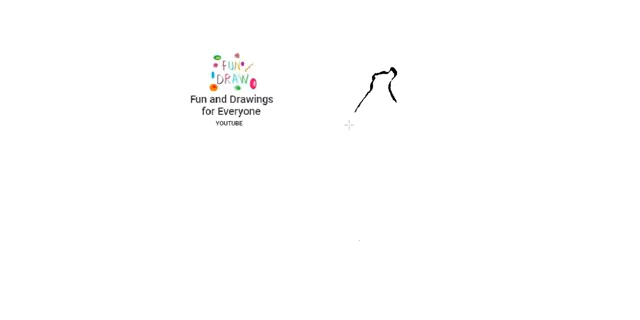 FUN
DRAW
Fun and Drawings
for Everyone
YOUTUBE